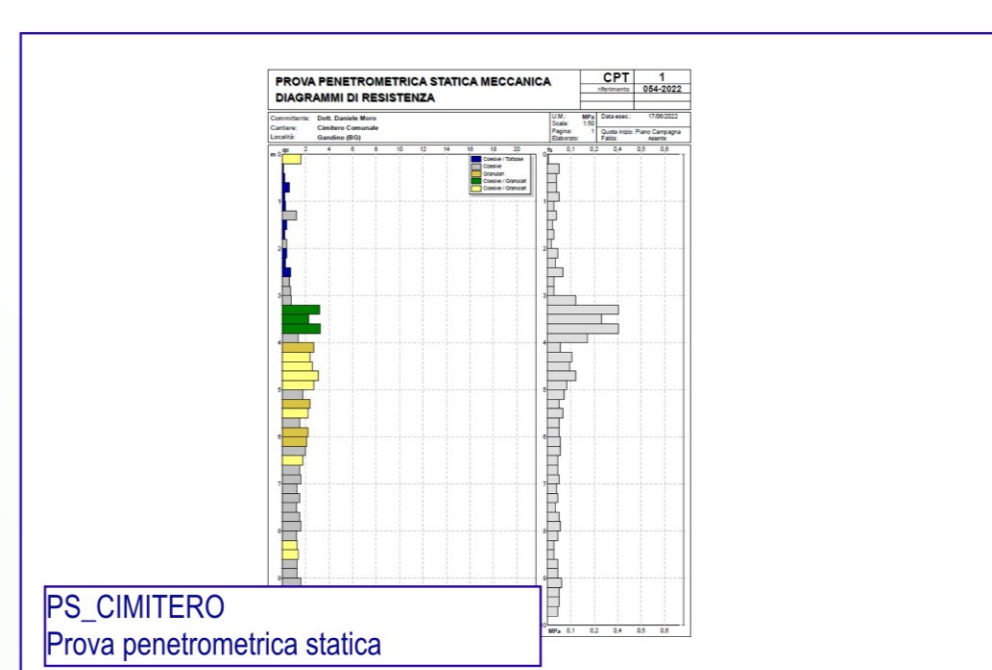 PROVA PENETROMETRICA STATICA MECCANICA
DIAGRAMMI DI RESISTENZA
CPT 1
riferimento 054-2022
Committente: Dott. Daniele Moro
Cantiere: Cimitero Comunale
Località: Gandino (BG)
U.M.: MPa
Scala: 1:50
Pagina: 1
Elaborato:
Data esec.: 17/06/2022
Quota inizio: Piano Campagna
Falda: Assente
m 0 qc 2 4 6 8 10 12 14 16 18 20
fs 0,1 0,2 0,4 0,5 0,6
Coesive / Torbose
Coesive
Granulari
Coesive / Granulari
Coesive / Granulari
1
2
3
4
5
6
7
8
9
MPa 0,1 0,2 0,4 0,5 0,6
PS_CIMITERO
Prova penetrometrica statica